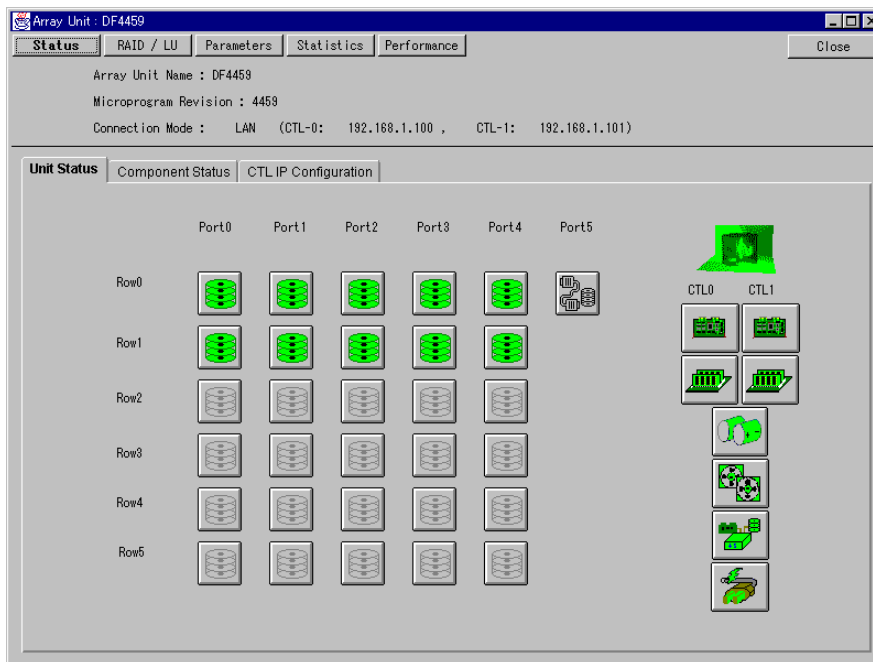 Array Unit : DF4459
Status RAID / LU Parameters Statistics Performance Close
Array Unit Name : DF4459
Microprogram Revision : 4459
Connection Mode : LAN (CTL-0: 192.168.1.100 , CTL-1: 192.168.1.101)
Unit Status Component Status CTL IP Configuration
Port0 Port1 Port2 Port3 Port4 Port5
Row0
CTL0 CTL1
Row1
Row2
Row3
Row4
Row5